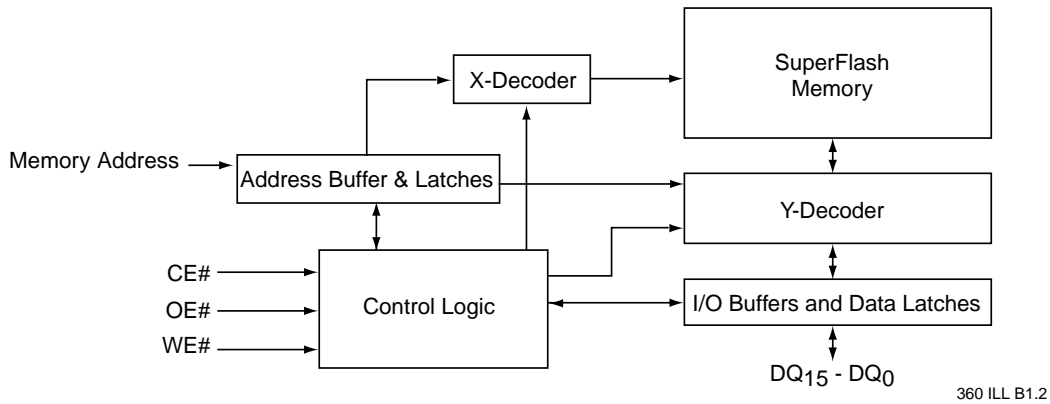 SuperFlash
Memory
X-Decoder
Memory Address
Address Buffer & Latches
Y-Decoder
CE#
OE#
WE#
Control Logic
I/O Buffers and Data Latches
DQ15 - DQ0
360 ILL B1.2